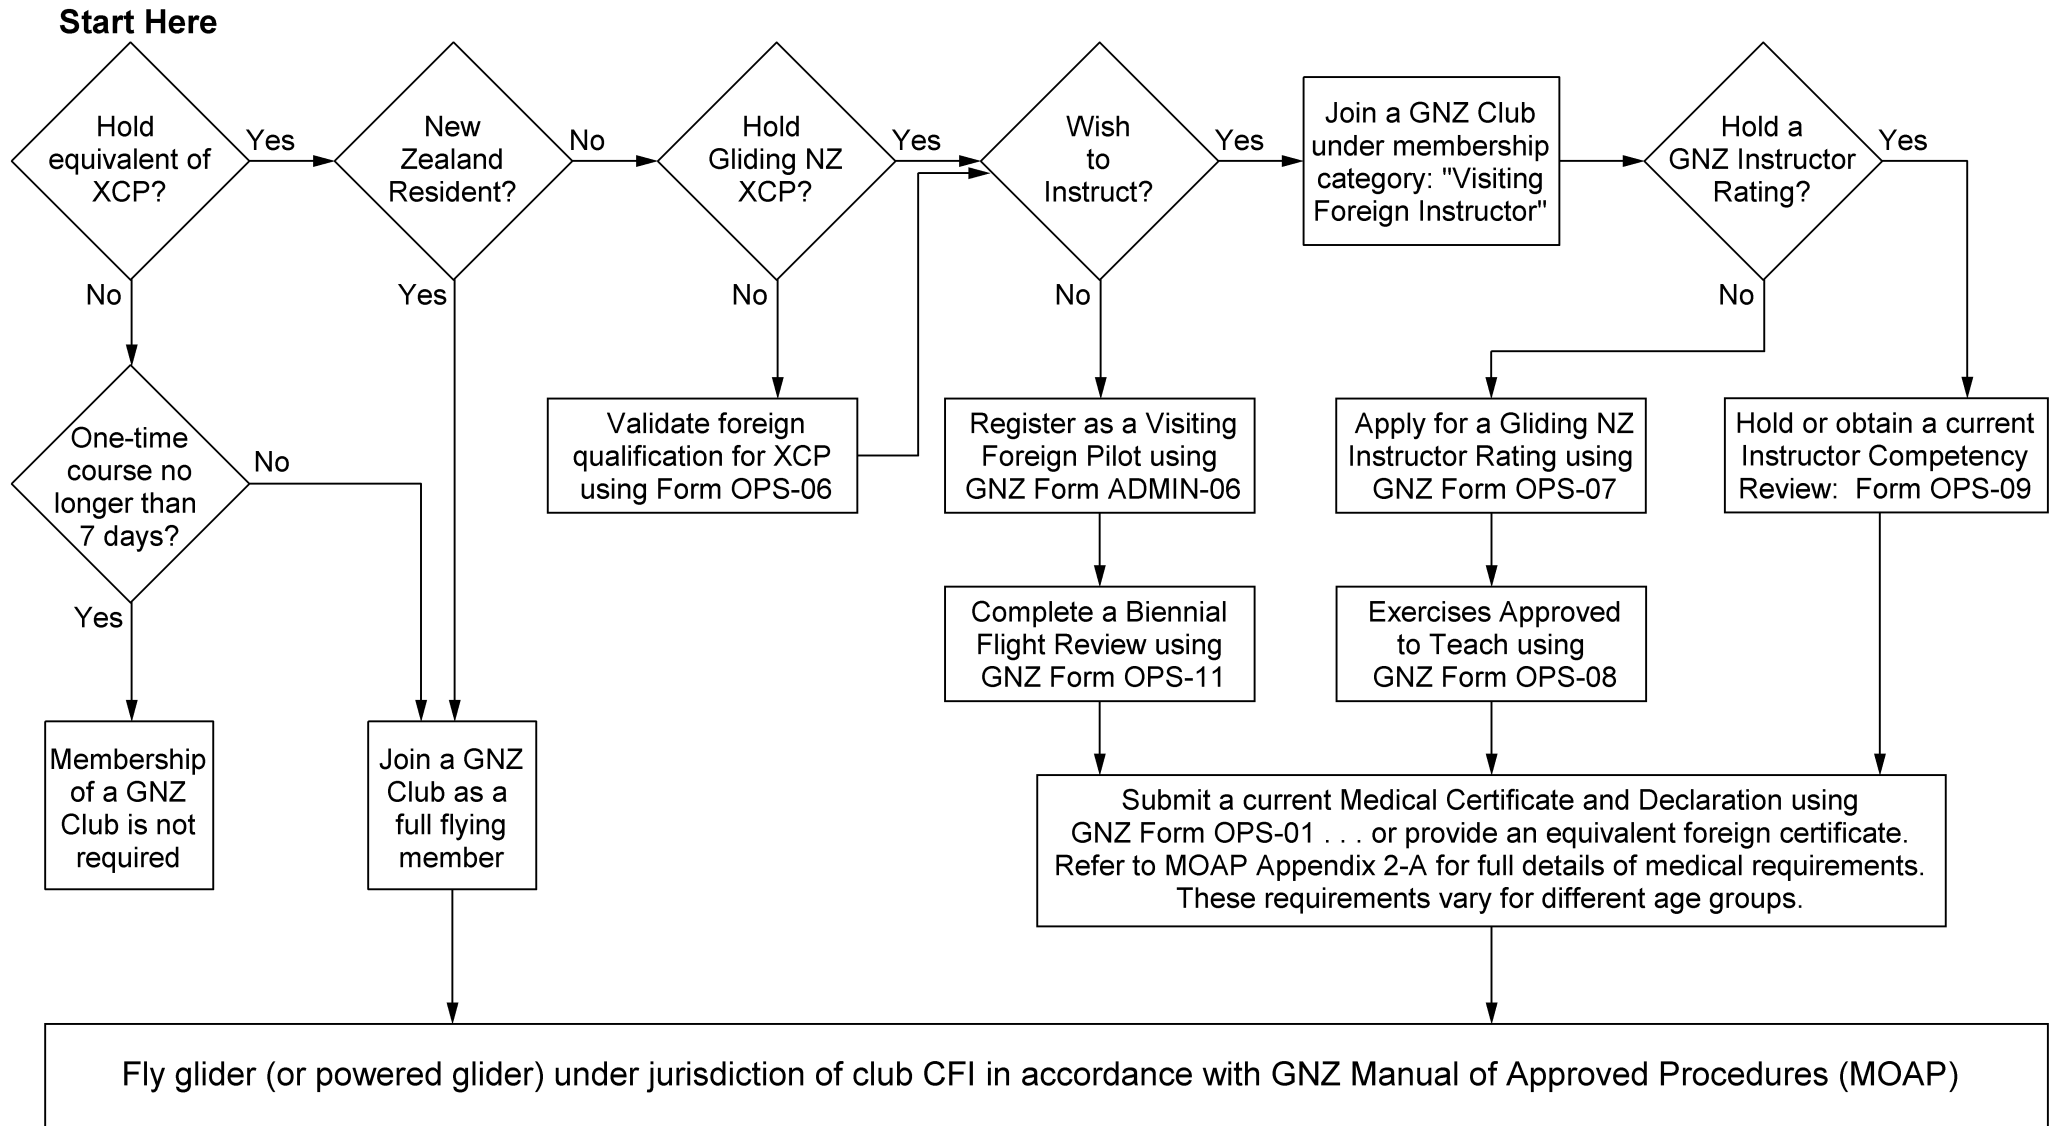 Start Here
Hold
equivalent of
XCP?
Yes
No
New
Zealand
Resident?
No
Yes
Hold
Gliding NZ
XCP?
Yes
No
Wish
to
Instruct?
Yes
No
Join a GNZ Club
under membership
category: "Visiting
Foreign Instructor"
Hold a
GNZ Instructor
Rating?
Yes
No
One-time
course no
longer than
7 days?
No
Yes
Validate foreign
qualification for XCP
using Form OPS-06
Register as a Visiting
Foreign Pilot using
GNZ Form ADMIN-06
Apply for a Gliding NZ
Instructor Rating using
GNZ Form OPS-07
Hold or obtain a current
Instructor Competency
Review: Form OPS-09
Complete a Biennial
Flight Review using
GNZ Form OPS-11
Exercises Approved
to Teach using
GNZ Form OPS-08
Membership
of a GNZ
Club is not
required
Join a GNZ
Club as a
full flying
member
Submit a current Medical Certificate and Declaration using
GNZ Form OPS-01 . . . or provide an equivalent foreign certificate.
Refer to MOAP Appendix 2-A for full details of medical requirements.
These requirements vary for different age groups.
Fly glider (or powered glider) under jurisdiction of club CFI in accordance with GNZ Manual of Approved Procedures (MOAP)